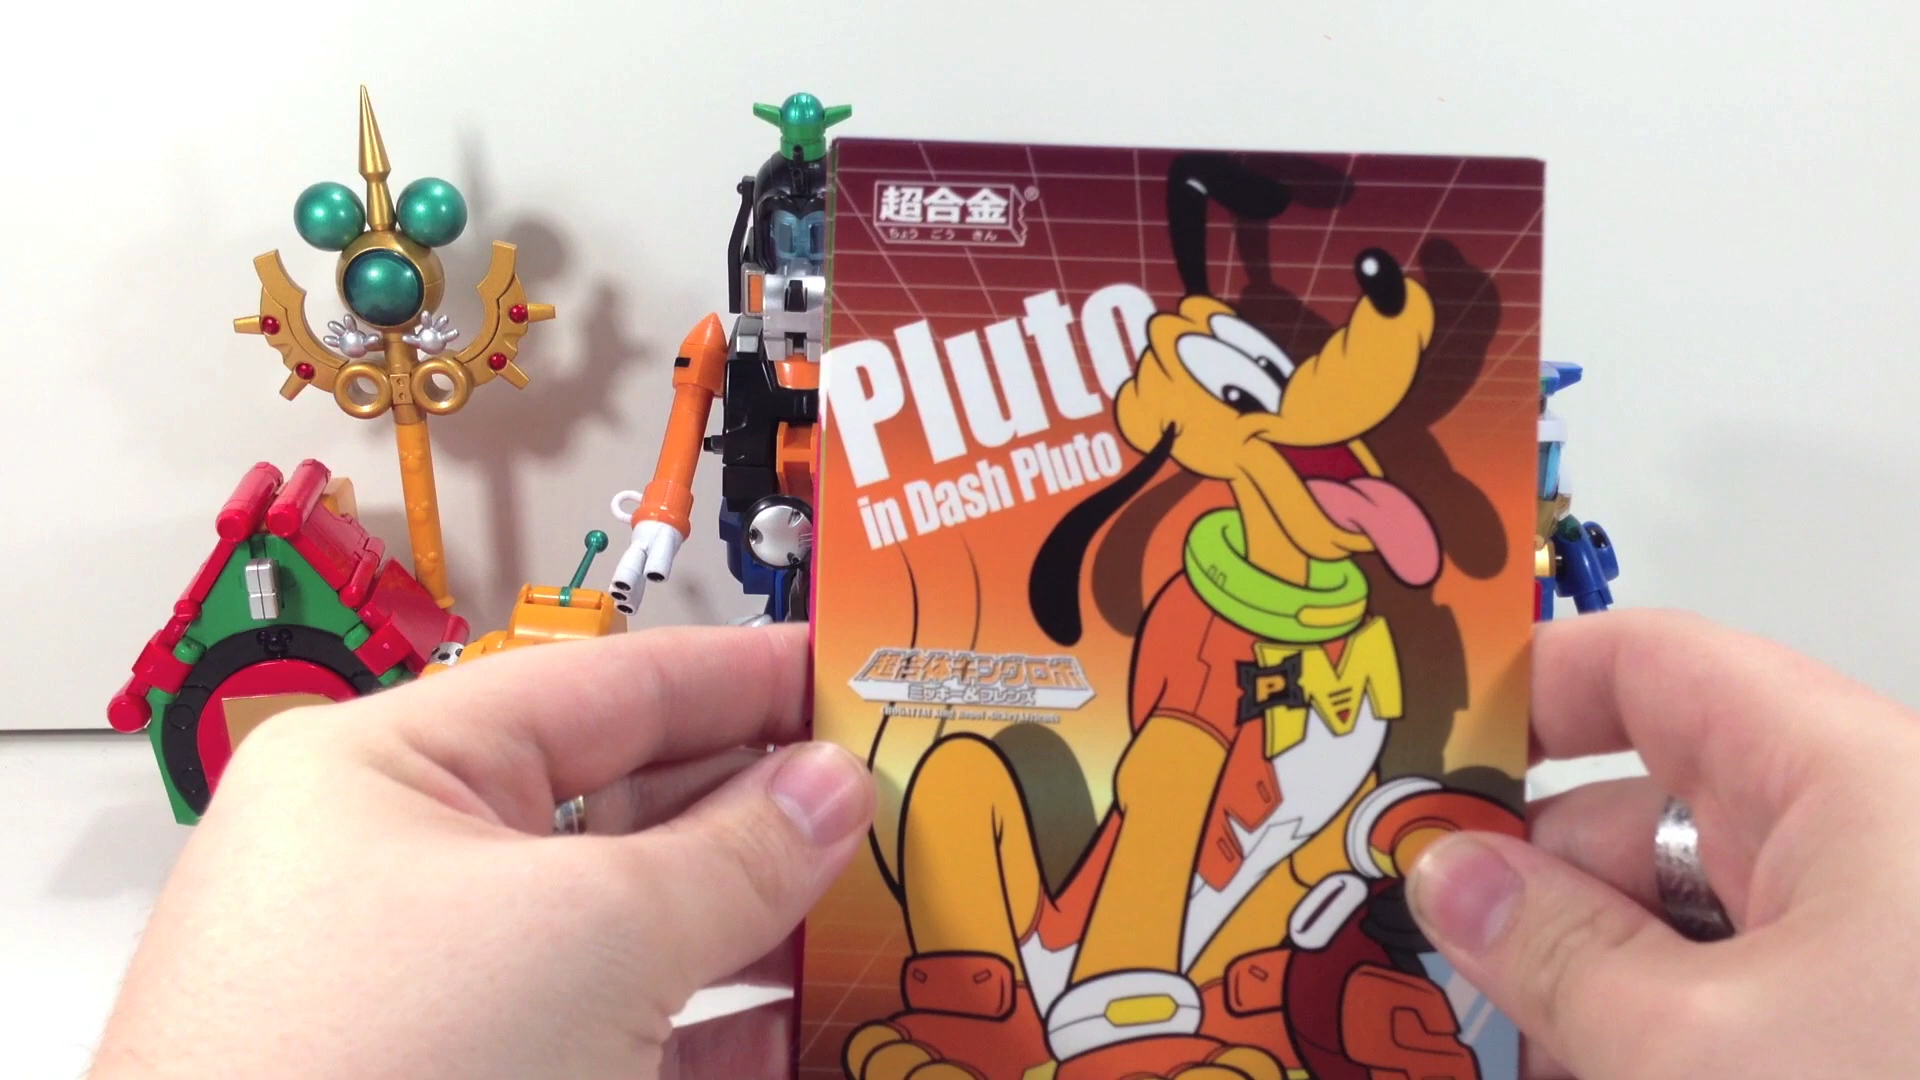 超合金®
ちょう ごう きん
Pluto
in Dash Pluto
超合体キングロボ
ミッキー&フレンズ
P
M